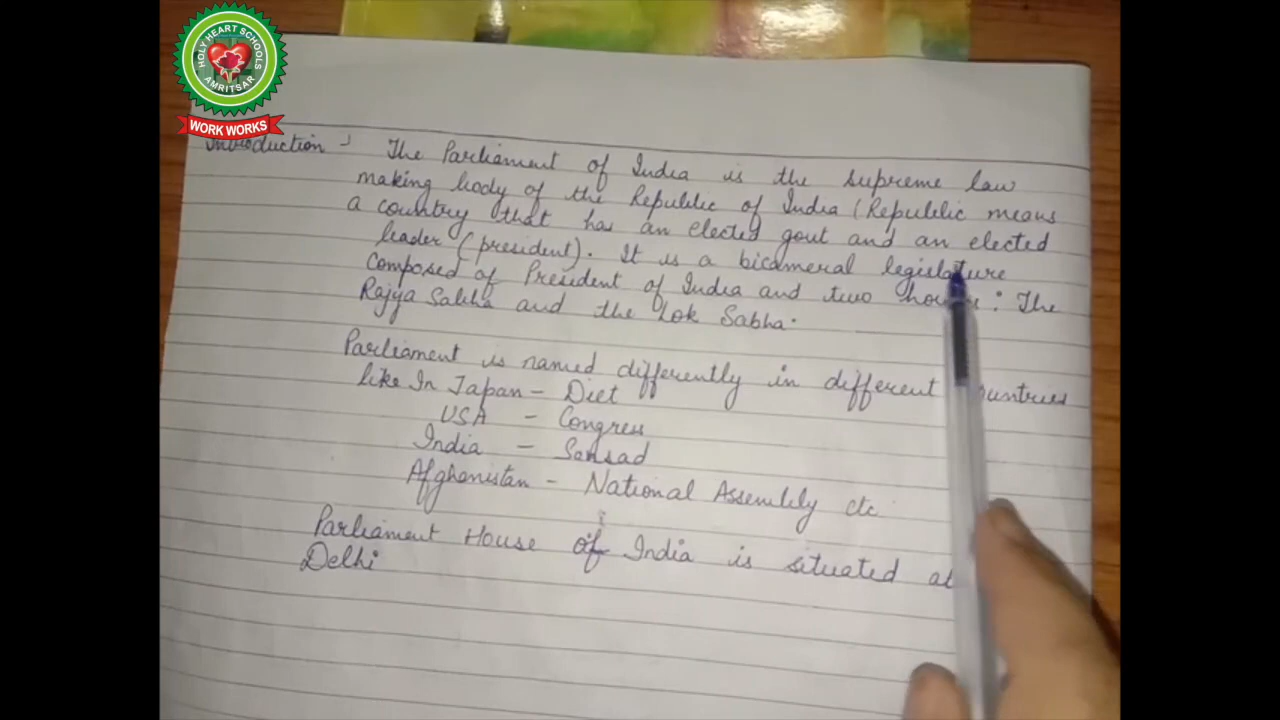 HOLY HEART SCHOOLS
AMRITSAR
WORK WORKS
Introduction :
The Parliament of India is the supreme law
making body of the Republic of India (Republic means
a country that has an elected govt and an elected
leader (president). It is a bicameral legislature
composed of President of India and two houses: The
Rajya Sabha and the Lok Sabha.
Parliament is named differently in different countries
like In Japan - Diet
USA - Congress
India - Sansad
Afghanistan - National Assembly etc
Parliament House of India is situated at
Delhi